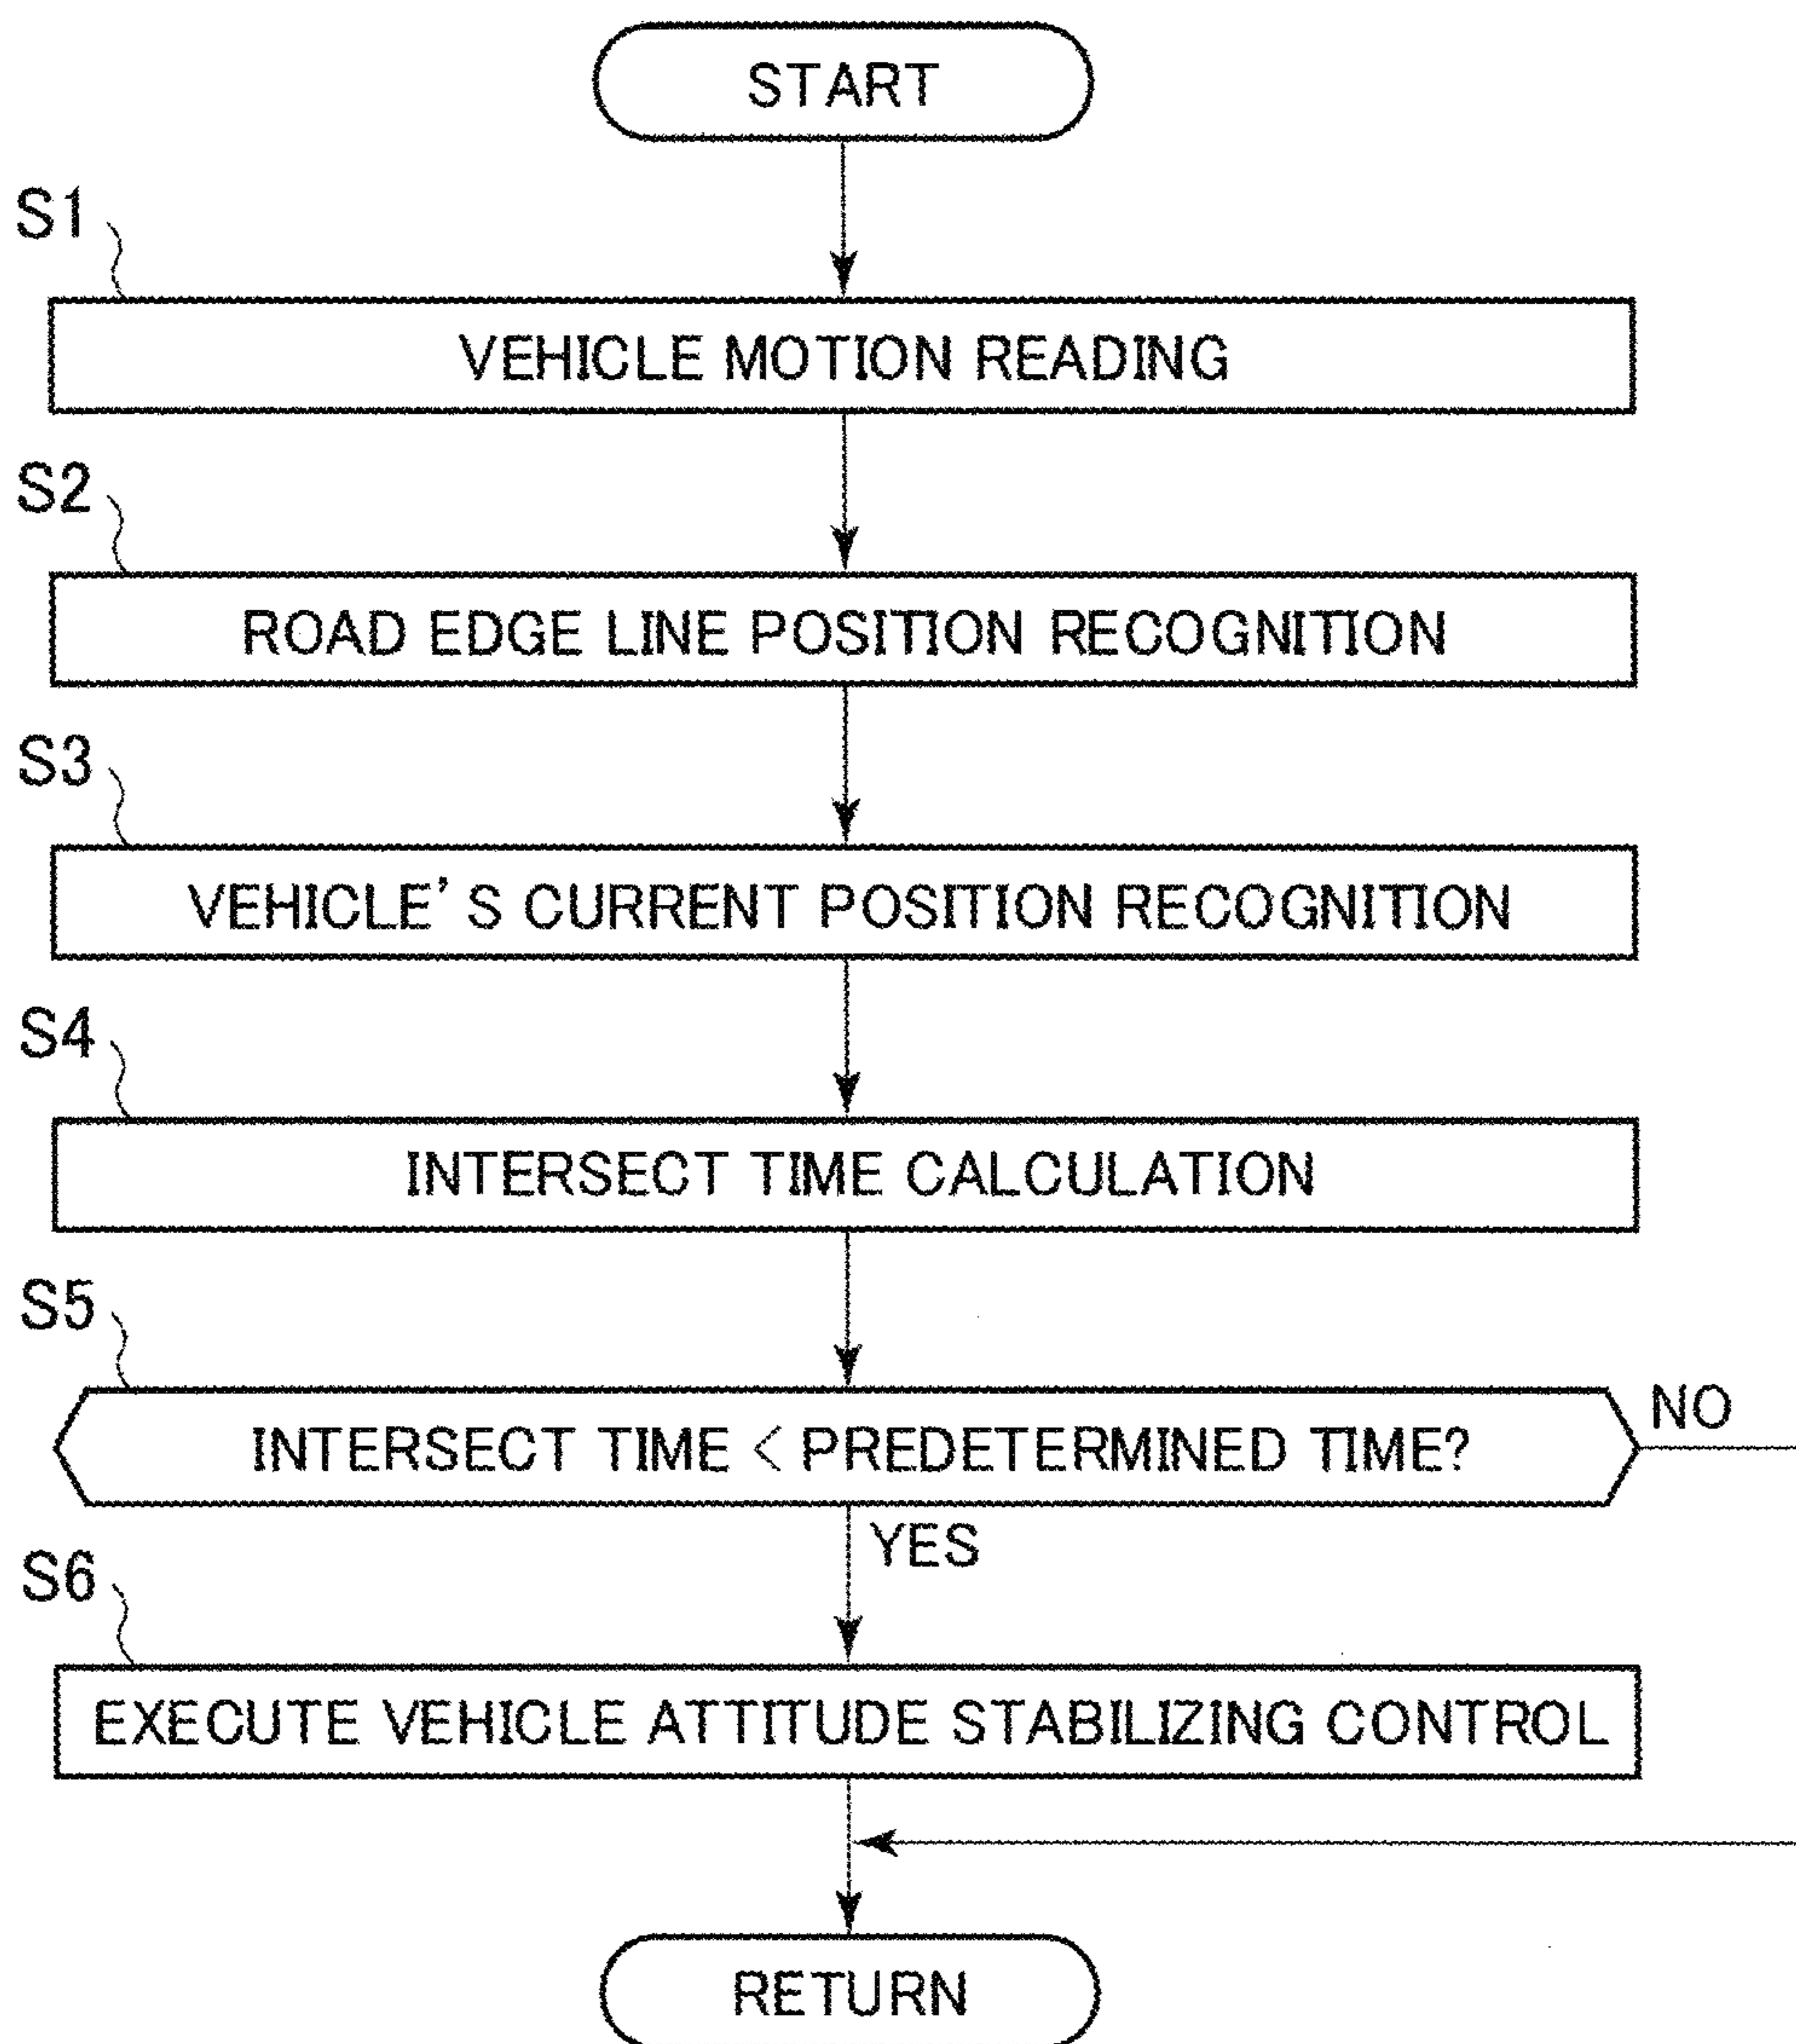 START
S1
VEHICLE MOTION READING
S2
ROAD EDGE LINE POSITION RECOGNITION
S3
VEHICLE'S CURRENT POSITION RECOGNITION
S4
INTERSECT TIME CALCULATION
S5
INTERSECT TIME < PREDETERMINED TIME?
NO
YES
S6
EXECUTE VEHICLE ATTITUDE STABILIZING CONTROL
RETURN